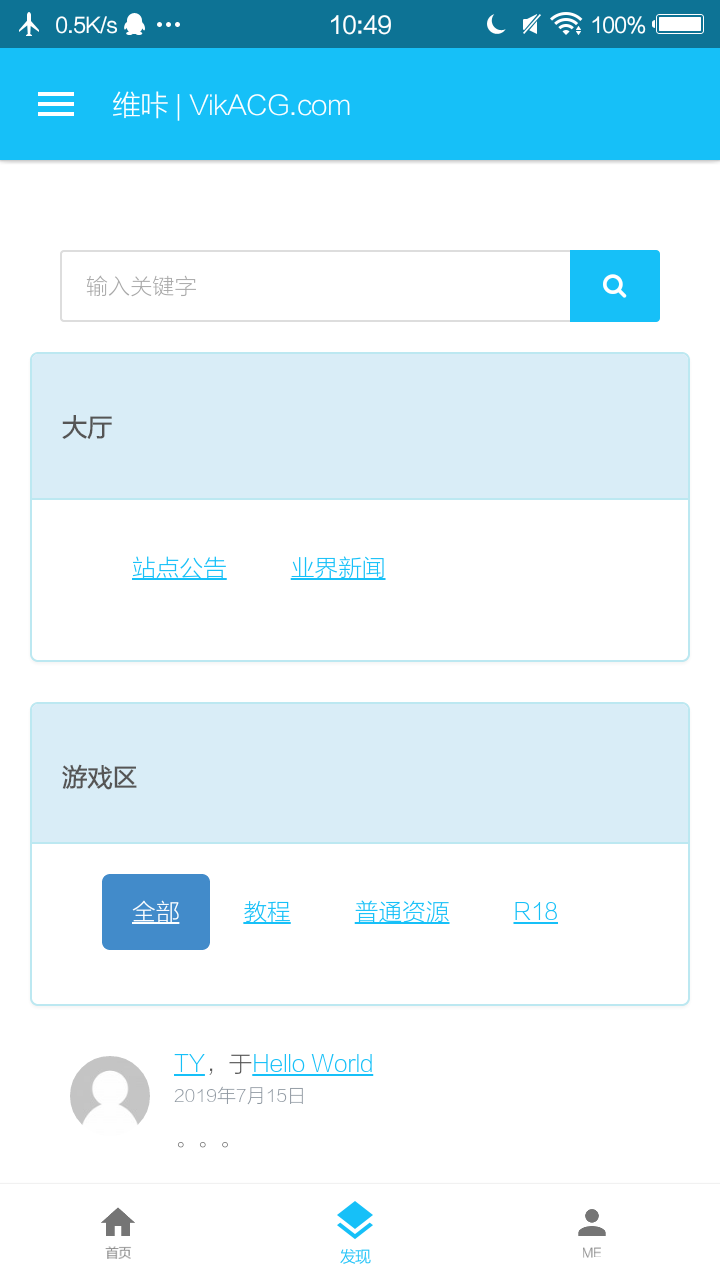 0.5K/s 10:49 100%
维咔 | VikACG.com
输入关键字
大厅
站点公告 业界新闻
游戏区
全部 教程 普通资源 R18
TY，于Hello World
2019年7月15日
。。。
首页 发现 ME